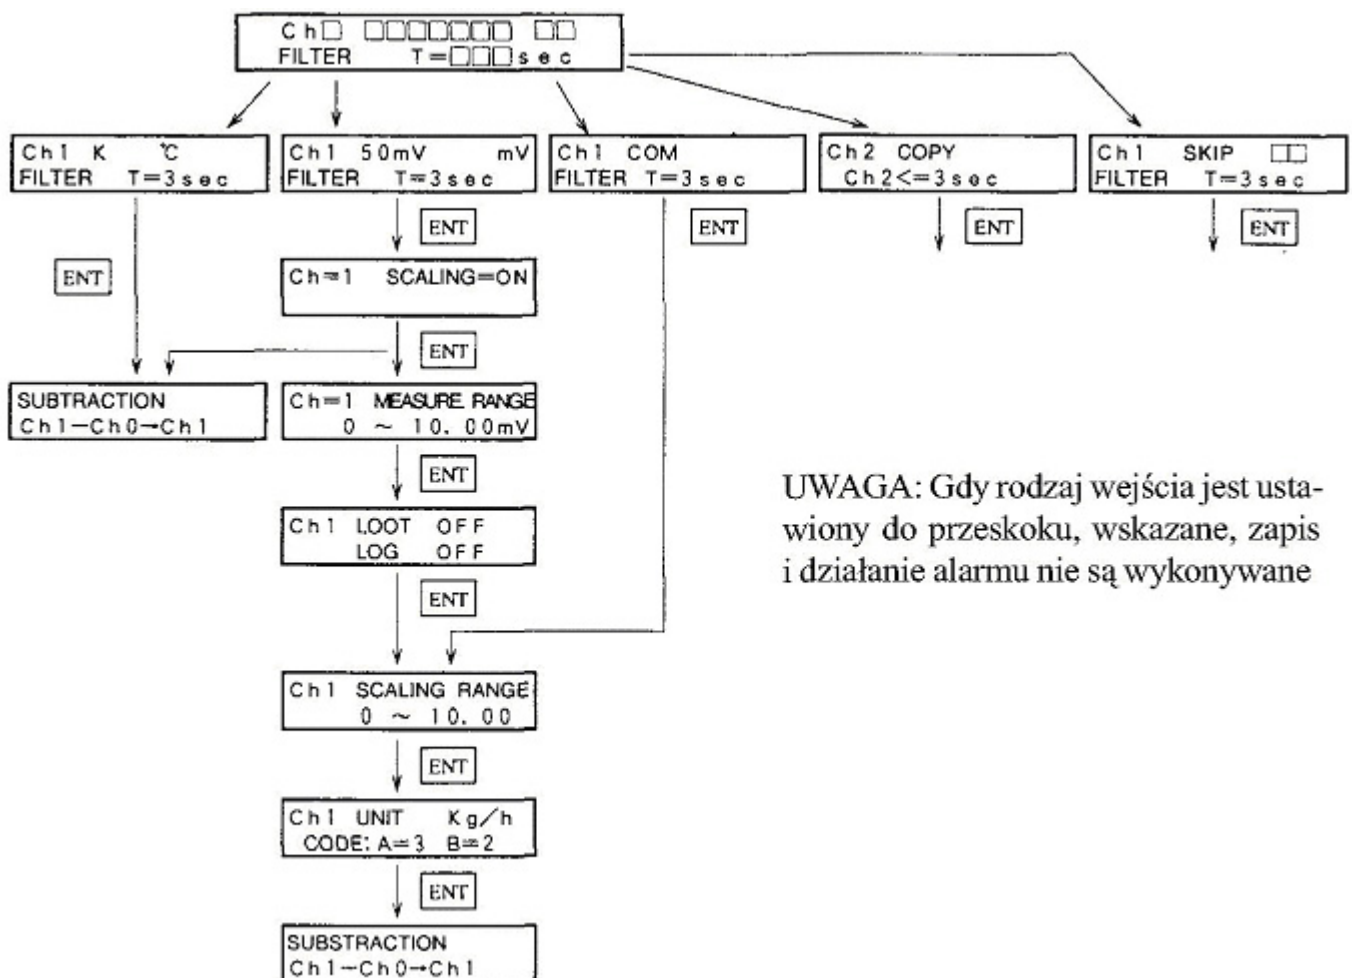 Ch□ □□□□□□□ □□
FILTER T=□□□sec
Ch1 K °C
FILTER T=3sec
Ch1 50mV mV
FILTER T=3sec
Ch1 COM
FILTER T=3sec
Ch2 COPY
Ch2<=3sec
Ch1 SKIP □□
FILTER T=3sec
ENT
ENT
ENT
ENT
ENT
Ch=1 SCALING=ON
ENT
SUBTRACTION
Ch1-Ch0→Ch1
Ch=1 MEASURE RANGE
0 ~ 10.00mV
ENT
Ch1 LOOT OFF
LOG OFF
ENT
UWAGA: Gdy rodzaj wejścia jest usta-
wiony do przeskoku, wskazane, zapis
i działanie alarmu nie są wykonywane
Ch1 SCALING RANGE
0 ~ 10.00
ENT
Ch1 UNIT Kg/h
CODE: A=3 B=2
ENT
SUBSTRACTION
Ch1-Ch0→Ch1